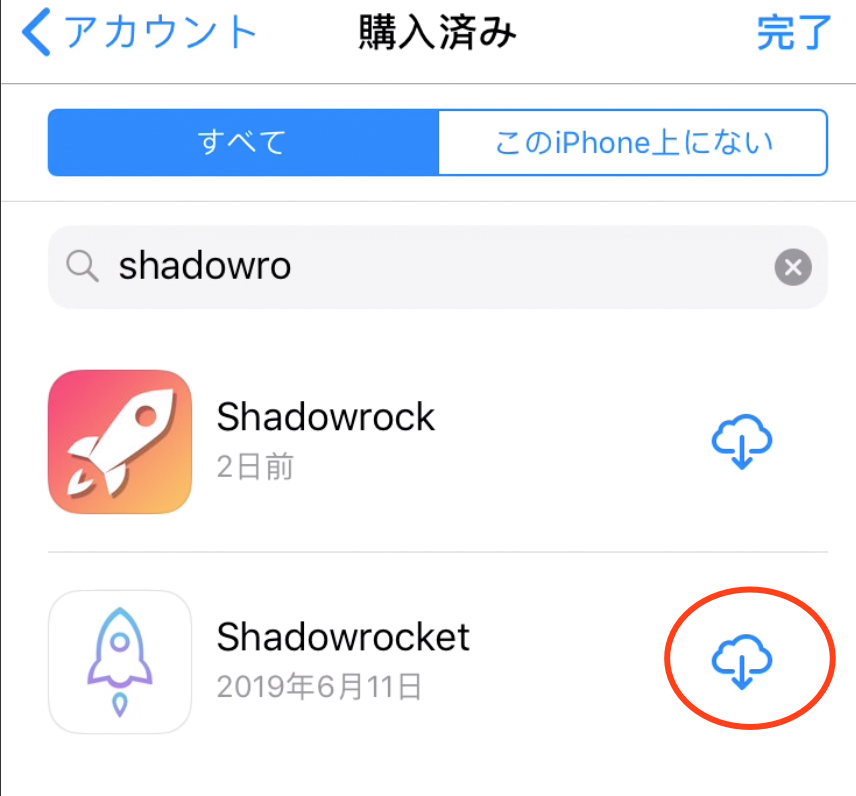 アカウント 購入済み 完了
すべて このiPhone上にない
shadowro
Shadowrock
2日前
Shadowrocket
2019年6月11日